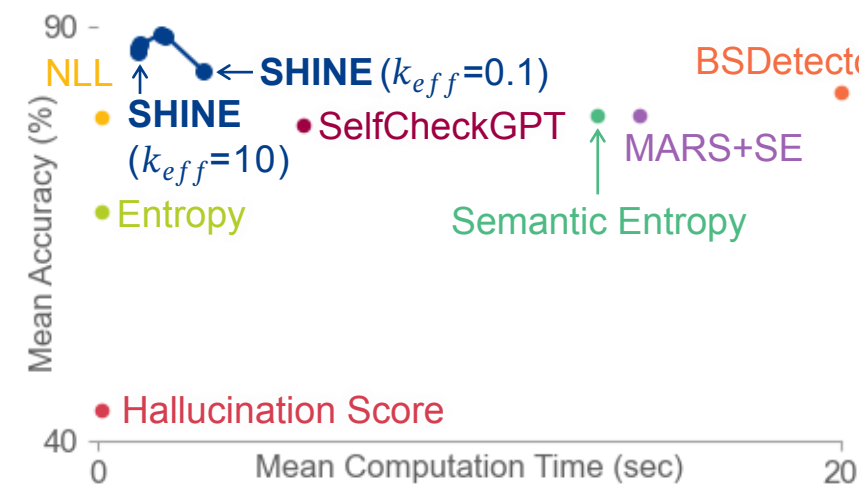 90
NLL
SHINE (k_eff=0.1)
BSDetecto
SHINE
(k_eff=10)
SelfCheckGPT
MARS+SE
Entropy
Semantic Entropy
Mean Accuracy (%)
Hallucination Score
40
0
Mean Computation Time (sec)
20